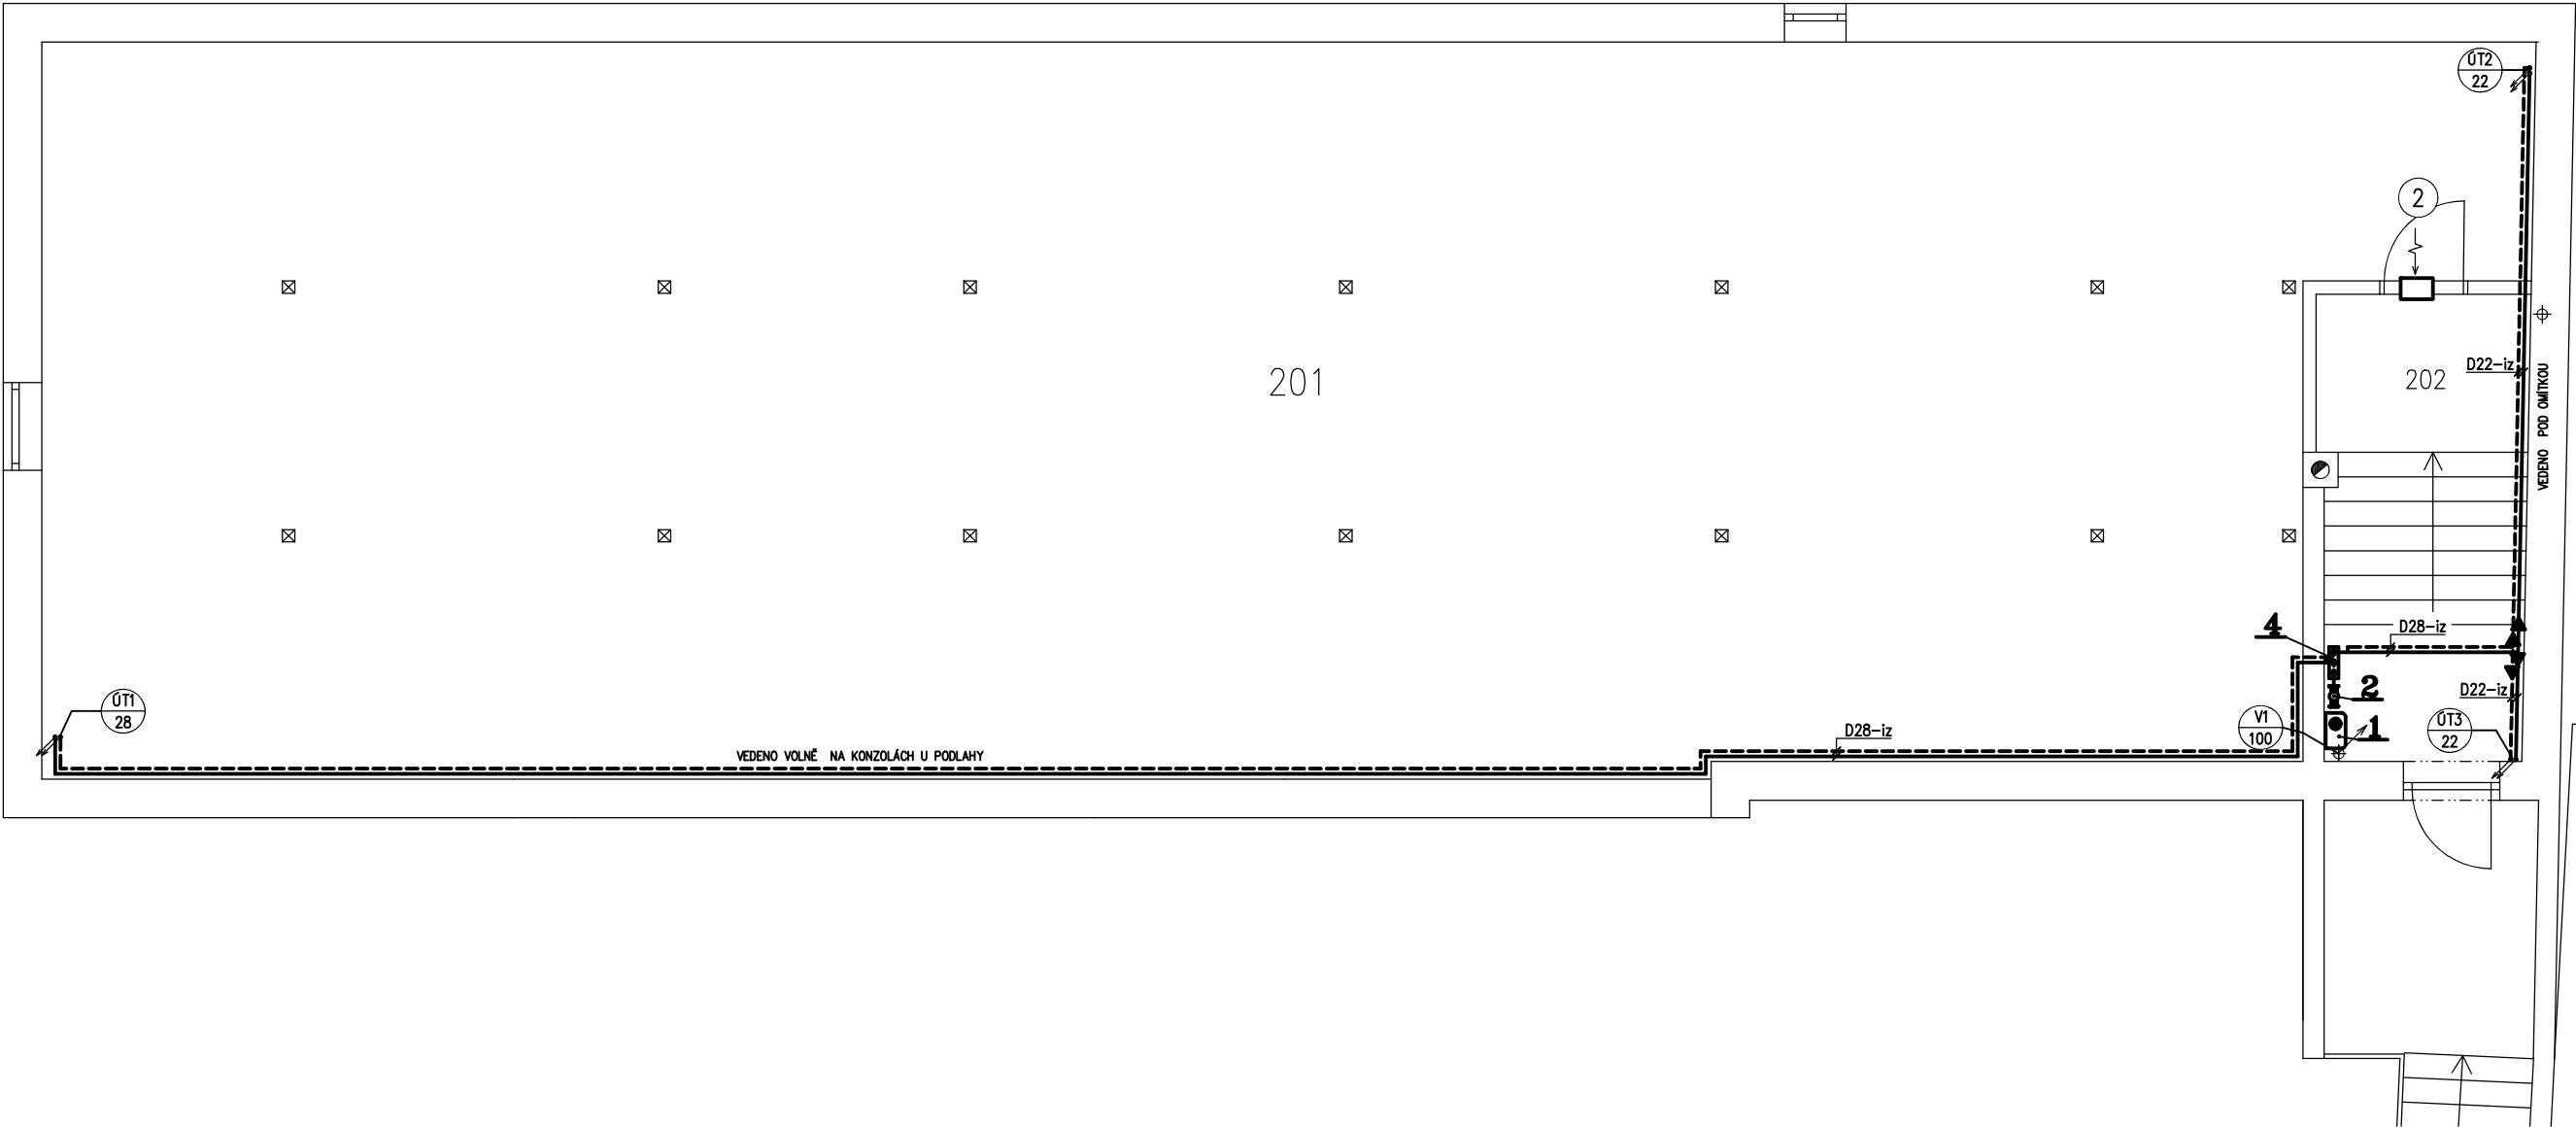 ÚT2
22
2
201
202
D22-iz
VEDENO POD OMÍTKOU
4
D28-iz
2
D22-iz
ÚT1
28
V1
100
1
ÚT3
22
D28-iz
VEDENO VOLNĚ NA KONZOLÁCH U PODLAHY